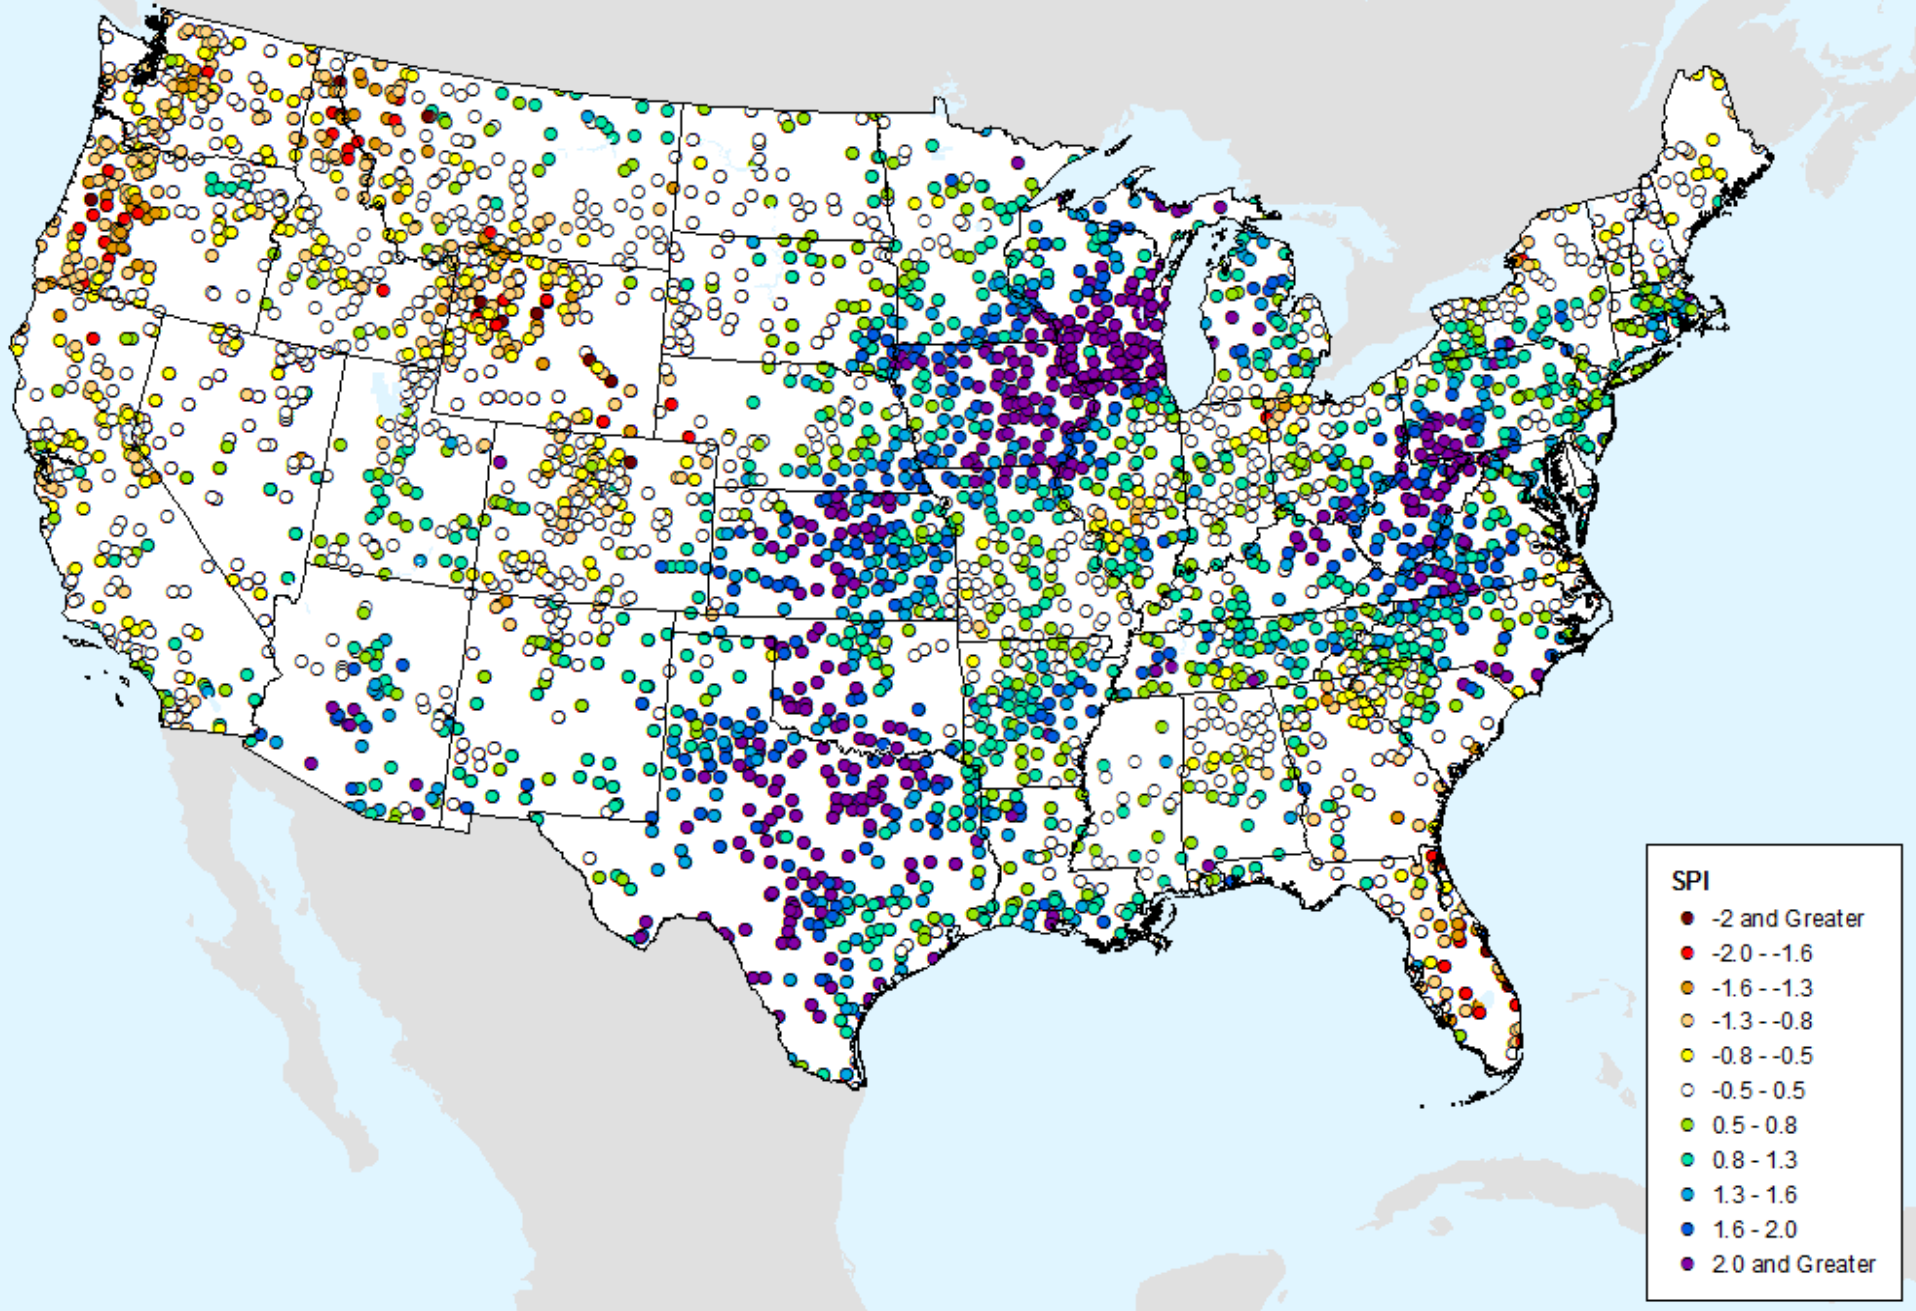 SPI
-2 and Greater
-2.0 - -1.6
-1.6 - -1.3
-1.3 - -0.8
-0.8 - -0.5
-0.5 - 0.5
0.5 - 0.8
0.8 - 1.3
1.3 - 1.6
1.6 - 2.0
2.0 and Greater